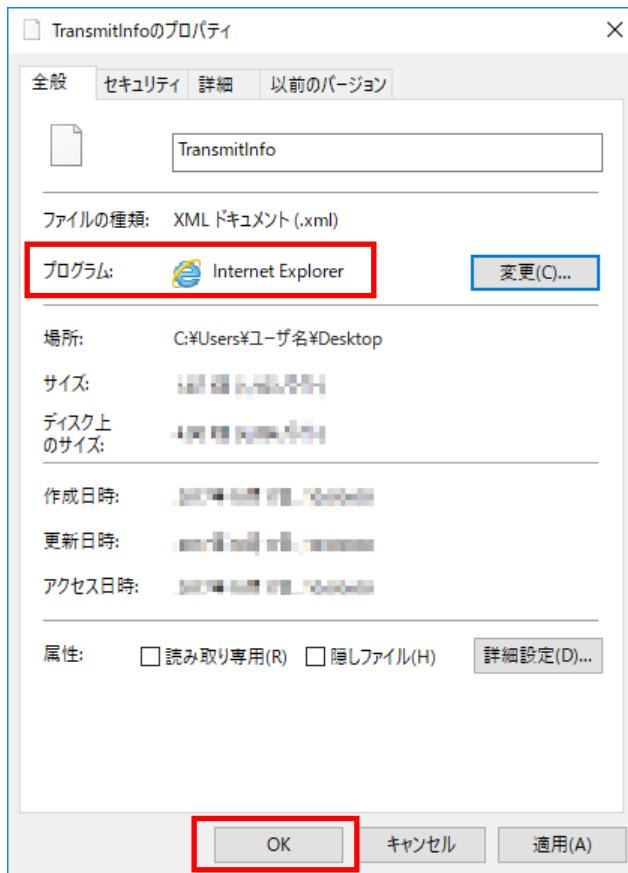 TransmitInfoのプロパティ
全般 セキュリティ 詳細 以前のバージョン
TransmitInfo
ファイルの種類: XML ドキュメント (.xml)
プログラム: Internet Explorer 変更(C)...
場所: C:¥Users¥ユーザ名¥Desktop
サイズ:
ディスク上
のサイズ:
作成日時:
更新日時:
アクセス日時:
属性: 読み取り専用(R) 隠しファイル(H) 詳細設定(D)...
OK キャンセル 適用(A)